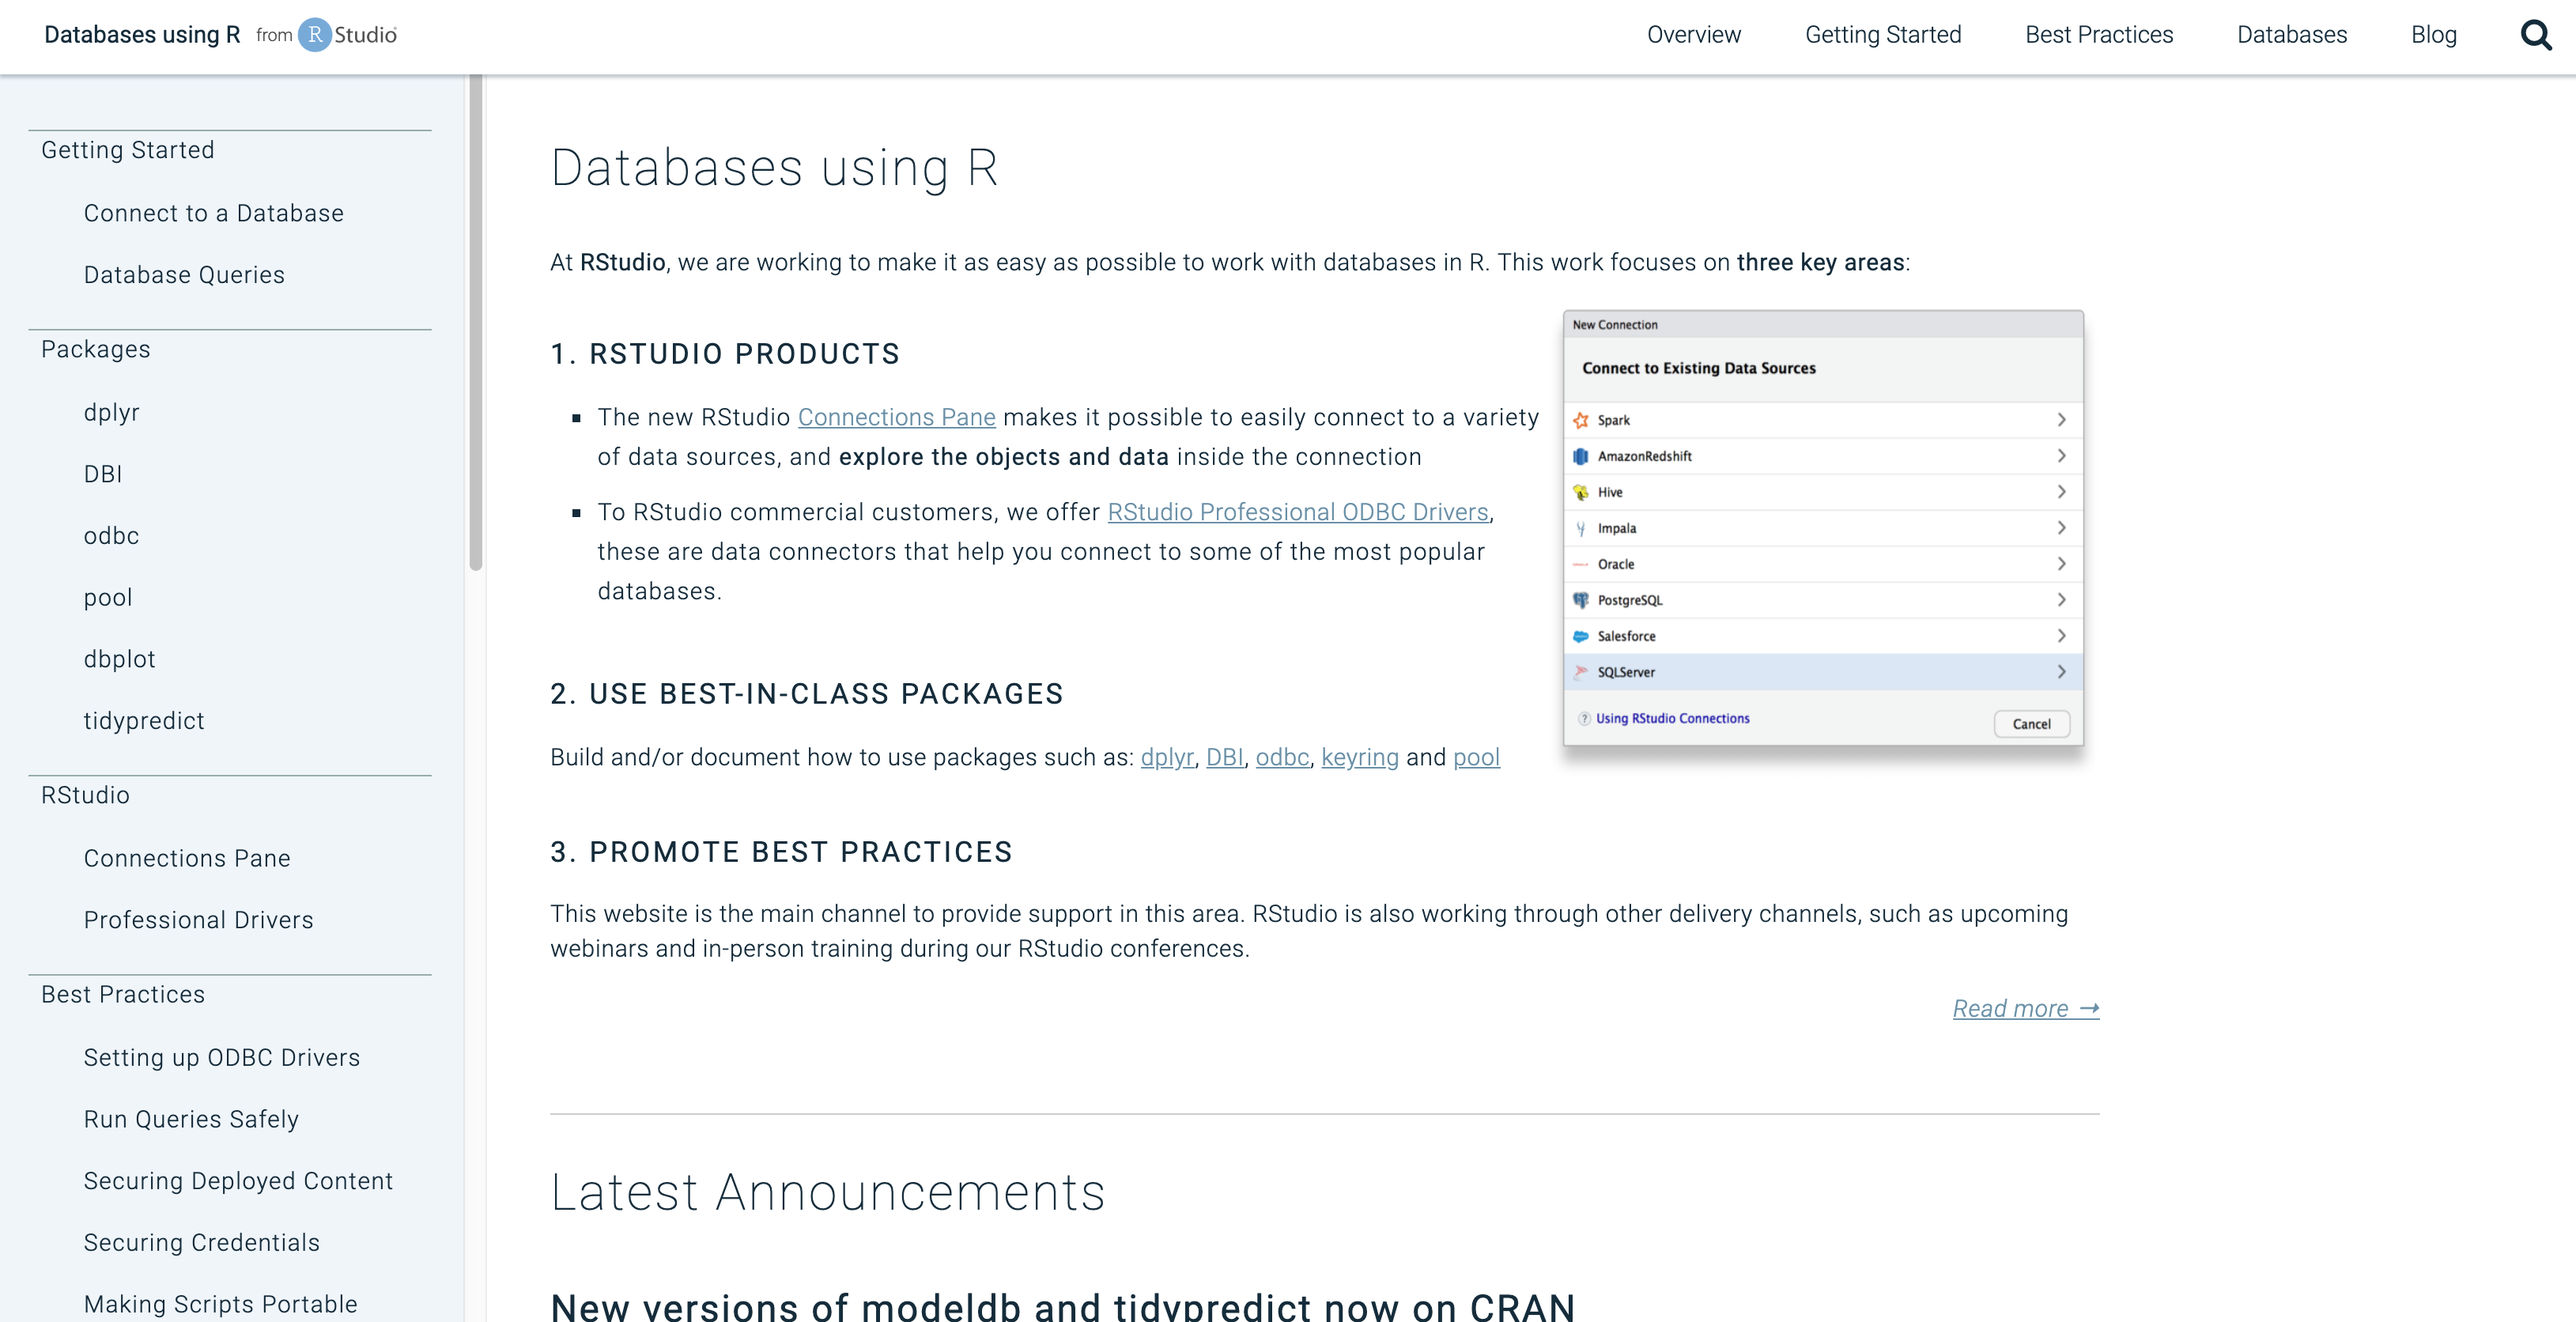 Databases using R from R Studio
Overview Getting Started Best Practices Databases Blog
Getting Started
Connect to a Database
Database Queries
Packages
dplyr
DBI
odbc
pool
dbplot
tidypredict
RStudio
Connections Pane
Professional Drivers
Best Practices
Setting up ODBC Drivers
Run Queries Safely
Securing Deployed Content
Securing Credentials
Making Scripts Portable
Databases using R
At RStudio, we are working to make it as easy as possible to work with databases in R. This work focuses on three key areas:
1. RSTUDIO PRODUCTS
▪ The new RStudio Connections Pane makes it possible to easily connect to a variety
of data sources, and explore the objects and data inside the connection
▪ To RStudio commercial customers, we offer RStudio Professional ODBC Drivers,
these are data connectors that help you connect to some of the most popular
databases.
New Connection
Connect to Existing Data Sources
Spark
AmazonRedshift
Hive
Impala
Oracle
PostgreSQL
Salesforce
SQLServer
? Using RStudio Connections
Cancel
2. USE BEST-IN-CLASS PACKAGES
Build and/or document how to use packages such as: dplyr, DBI, odbc, keyring and pool
3. PROMOTE BEST PRACTICES
This website is the main channel to provide support in this area. RStudio is also working through other delivery channels, such as upcoming
webinars and in-person training during our RStudio conferences.
Read more →
Latest Announcements
New versions of modeldb and tidypredict now on CRAN